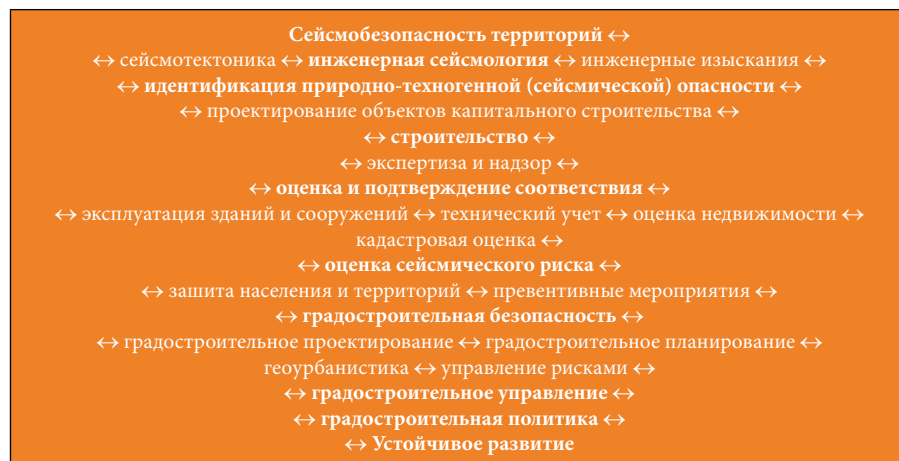 Сейсмобезопасность территорий ↔
↔ сейсмотектоника ↔ инженерная сейсмология ↔ инженерные изыскания ↔
↔ идентификация природно-техногенной (сейсмической) опасности ↔
↔ проектирование объектов капитального строительства ↔
↔ строительство ↔
↔ экспертиза и надзор ↔
↔ оценка и подтверждение соответствия ↔
↔ эксплуатация зданий и сооружений ↔ технический учет ↔ оценка недвижимости ↔
кадастровая оценка ↔
↔ оценка сейсмического риска ↔
↔ зашита населения и территорий ↔ превентивные мероприятия ↔
↔ градостроительная безопасность ↔
↔ градостроительное проектирование ↔ градостроительное планирование ↔
геоурбанистика ↔ управление рисками ↔
↔ градостроительное управление ↔
↔ градостроительная политика ↔
↔ Устойчивое развитие